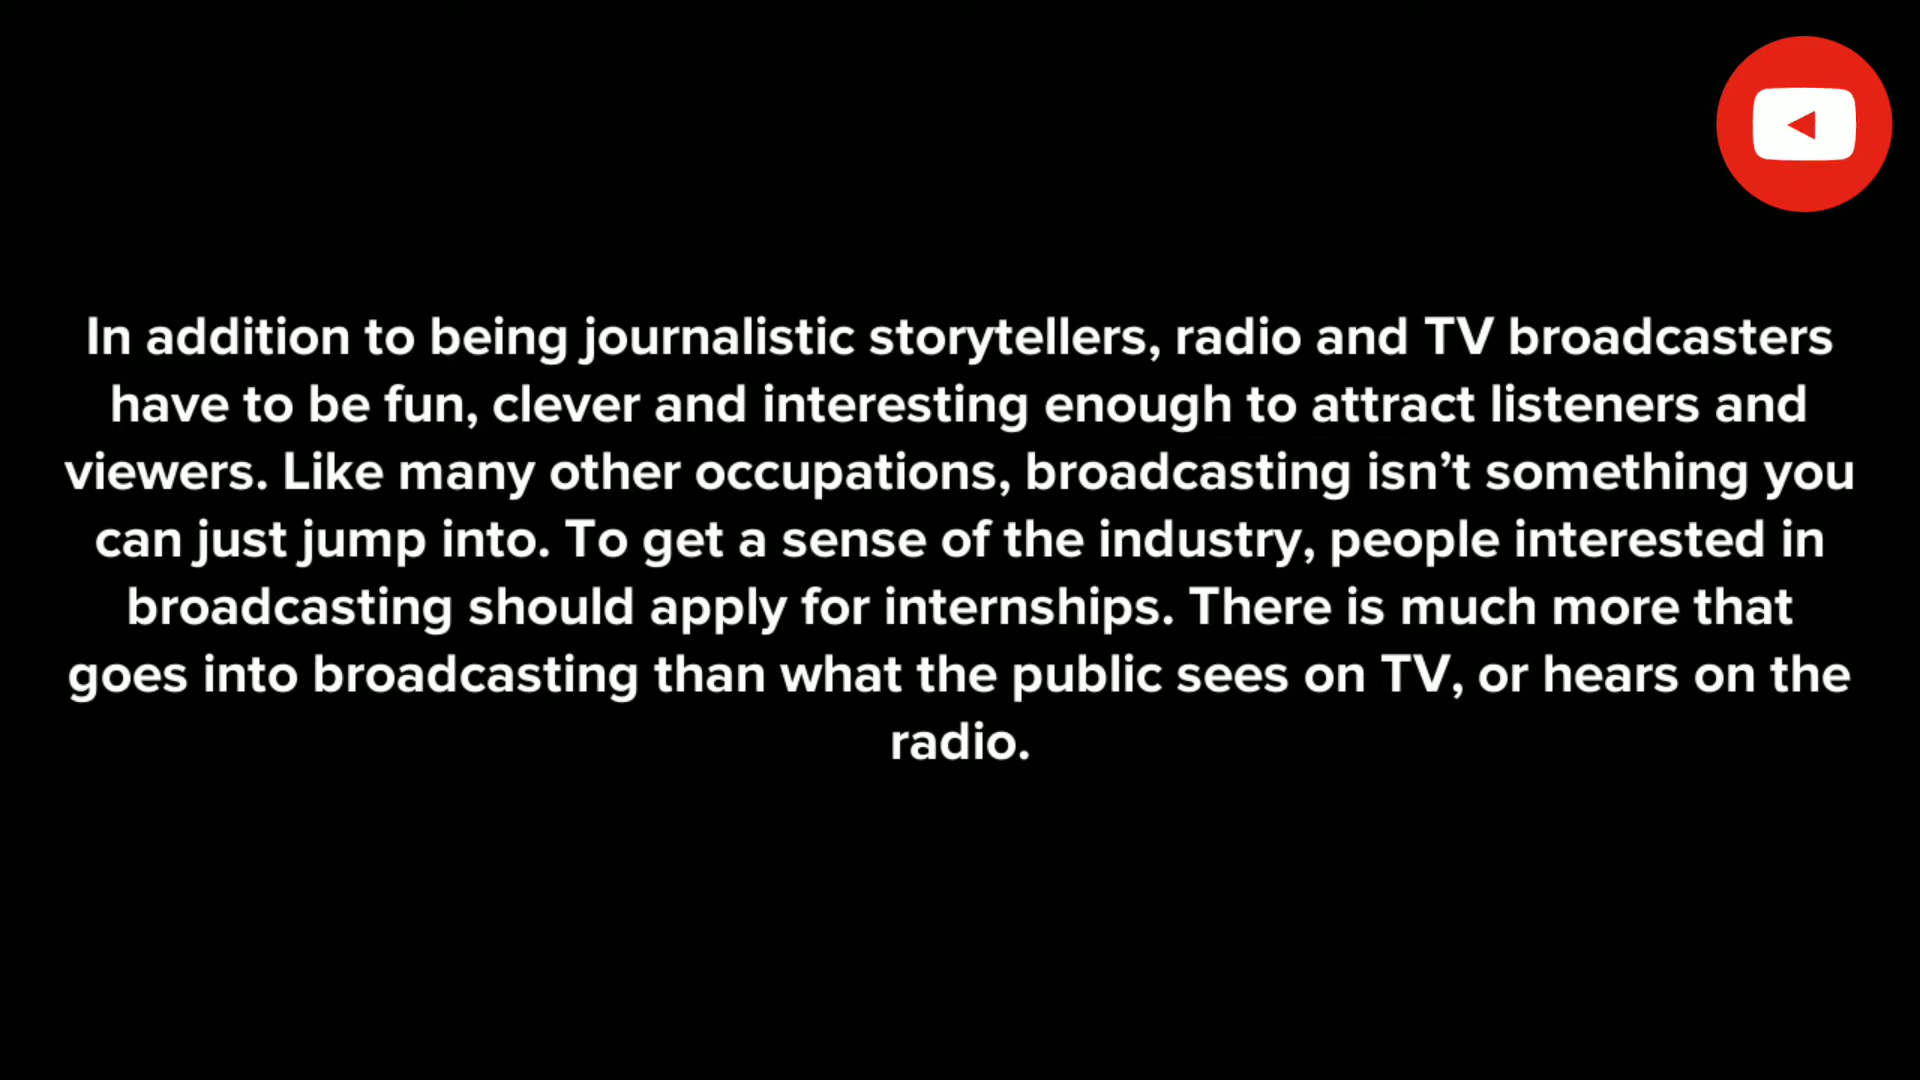 In addition to being journalistic storytellers, radio and TV broadcasters
have to be fun, clever and interesting enough to attract listeners and
viewers. Like many other occupations, broadcasting isn’t something you
can just jump into. To get a sense of the industry, people interested in
broadcasting should apply for internships. There is much more that
goes into broadcasting than what the public sees on TV, or hears on the
radio.